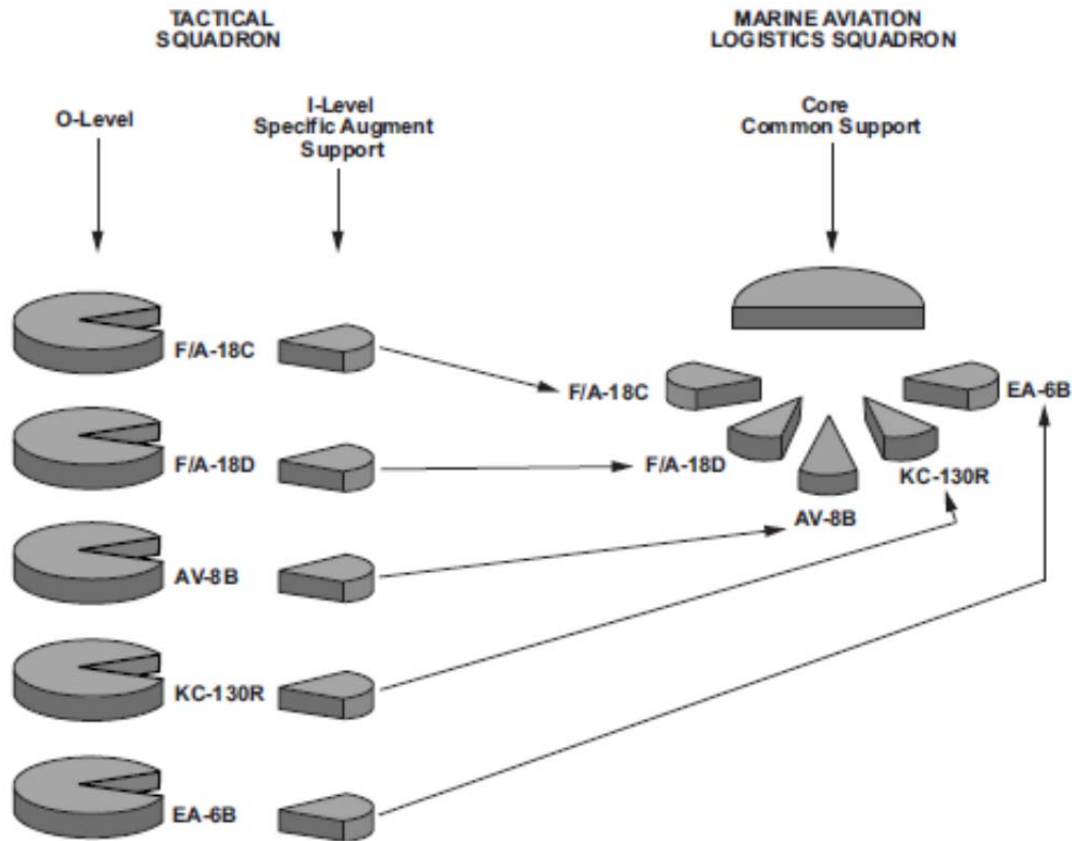 TACTICAL
SQUADRON
MARINE AVIATION
LOGISTICS SQUADRON
O-Level
I-Level
Specific Augment
Support
Core
Common Support
F/A-18C
F/A-18D
AV-8B
KC-130R
EA-6B
F/A-18C
F/A-18D
AV-8B
KC-130R
EA-6B